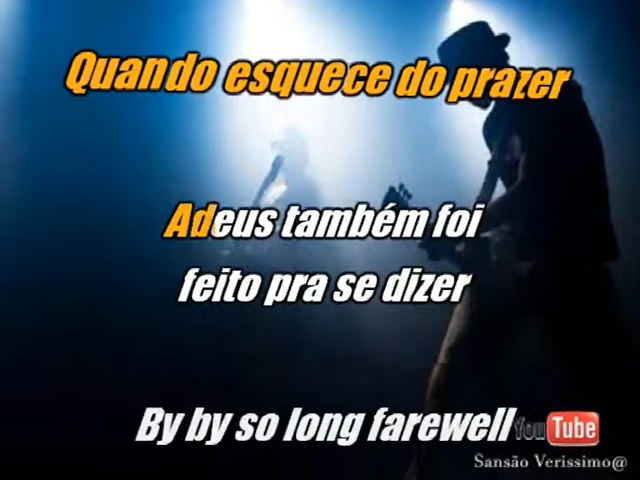 Quando esquece do prazer
Adeus também foi
feito pra se dizer
By by so long farewell
YouTube
Sansão Verissimo@